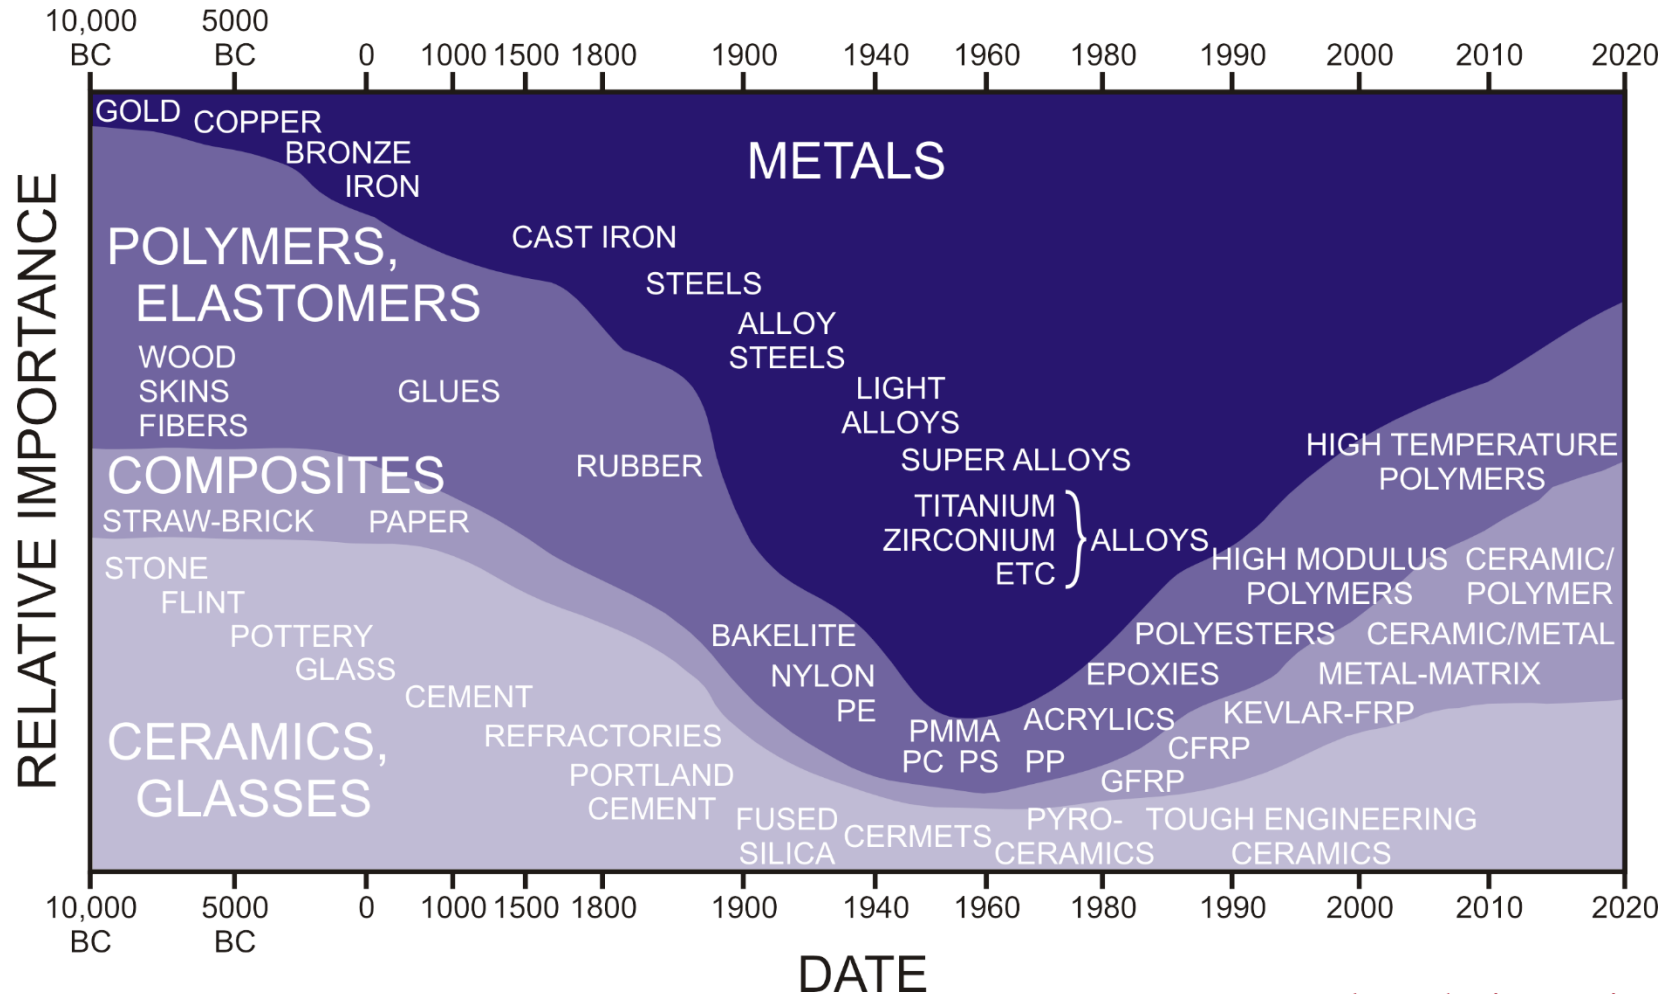 10,000 BC
5000 BC
0
1000
1500
1800
1900
1940
1960
1980
1990
2000
2010
2020
RELATIVE IMPORTANCE
GOLD
COPPER
BRONZE
IRON
METALS
CAST IRON
STEELS
ALLOY
STEELS
LIGHT
ALLOYS
SUPER ALLOYS
TITANIUM
ZIRCONIUM
ETC
ALLOYS
POLYMERS,
ELASTOMERS
WOOD
SKINS
FIBERS
GLUES
RUBBER
BAKELITE
NYLON
PE
PMMA
PC PS
ACRYLICS
PP
EPOXIES
POLYESTERS
HIGH MODULUS
POLYMERS
HIGH TEMPERATURE
POLYMERS
COMPOSITES
STRAW-BRICK
PAPER
GFRP
CFRP
KEVLAR-FRP
METAL-MATRIX
CERAMIC/METAL
CERAMIC/
POLYMER
STONE
FLINT
POTTERY
GLASS
CEMENT
REFRACTORIES
PORTLAND
CEMENT
FUSED
SILICA
CERMETS
PYRO-
CERAMICS
TOUGH ENGINEERING
CERAMICS
CERAMICS,
GLASSES
10,000 BC
5000 BC
0
1000
1500
1800
1900
1940
1960
1980
1990
2000
2010
2020
DATE